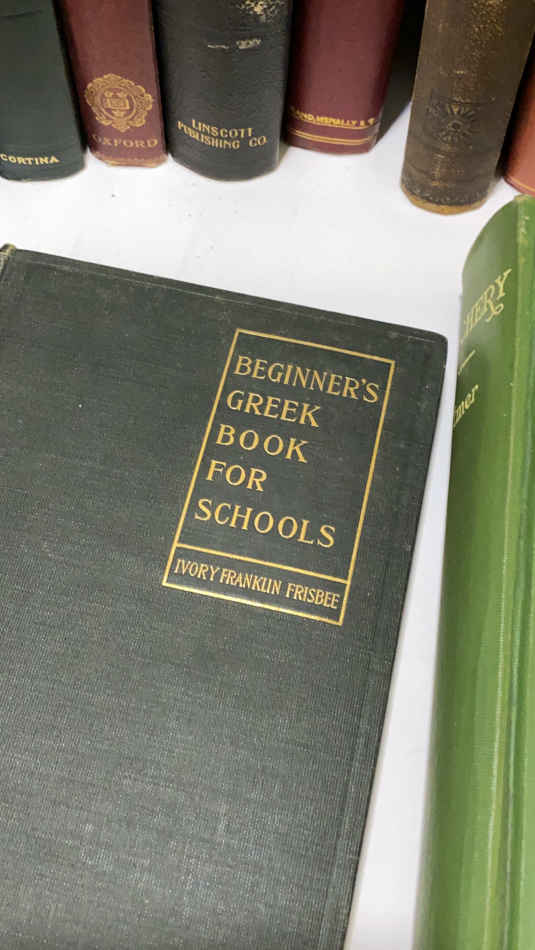 CORTINA
OXFORD
LINSCOTT
PUBLISHING CO.
BEGINNER'S
GREEK
BOOK
FOR
SCHOOLS
IVORY FRANKLIN FRISBEE